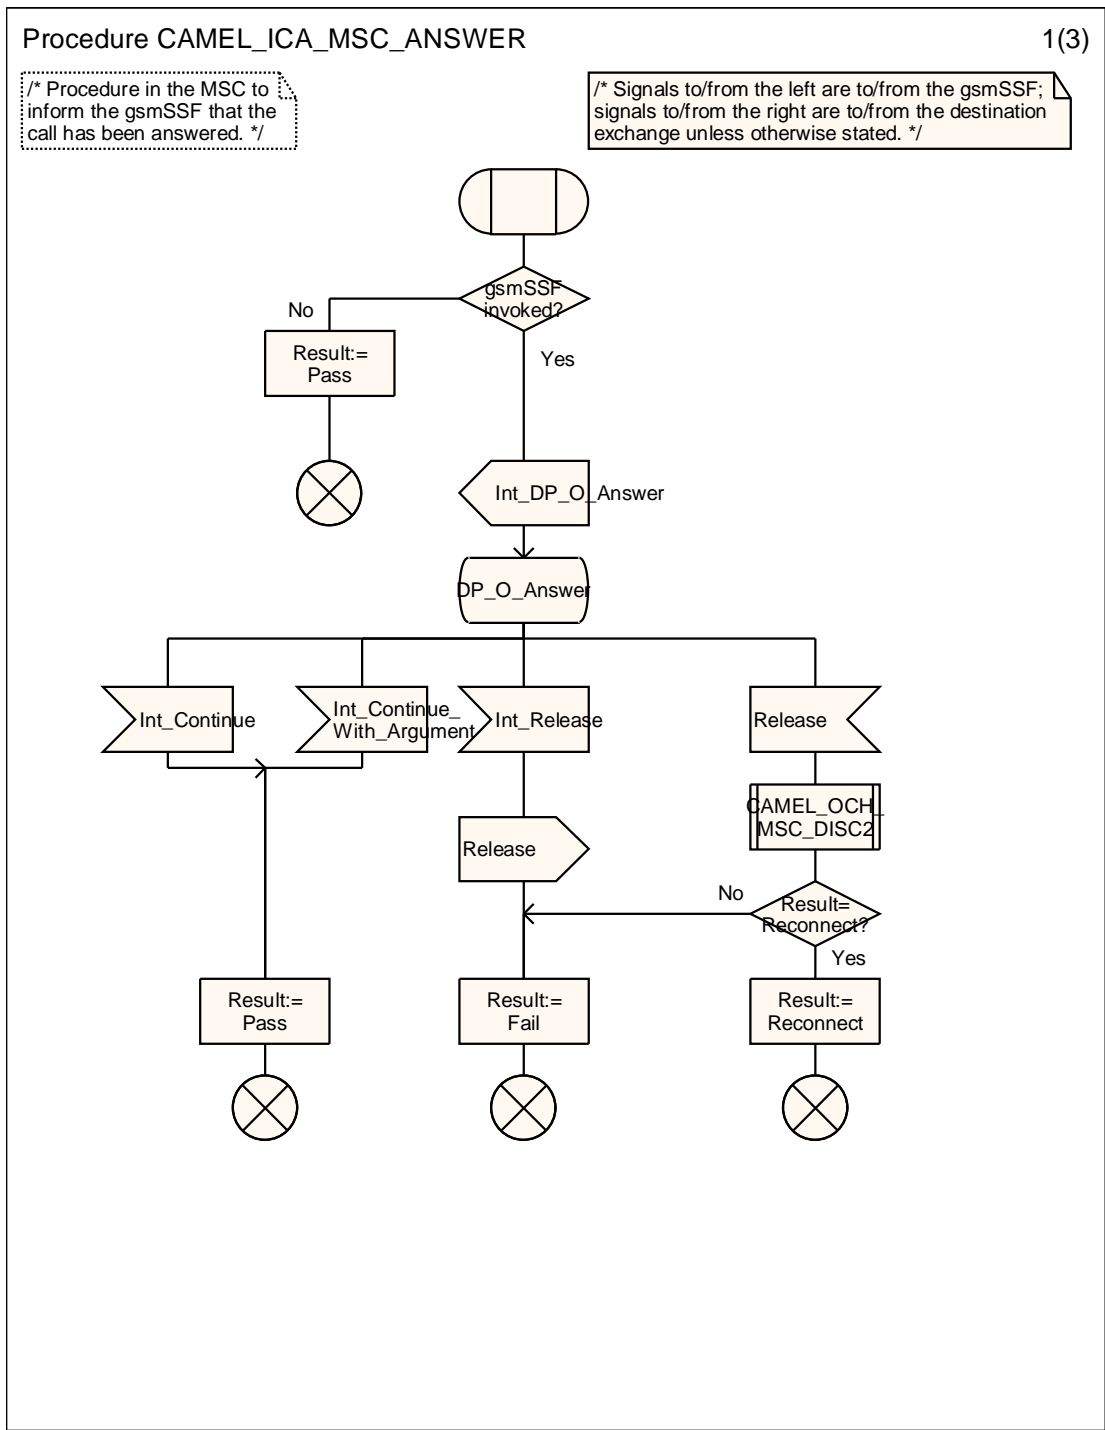 Procedure CAMEL_ICA_MSC_ANSWER
1(3)
/* Procedure in the MSC to
inform the gsmSSF that the
call has been answered. */
/* Signals to/from the left are to/from the gsmSSF;
signals to/from the right are to/from the destination
exchange unless otherwise stated. */
gsmSSF
invoked?
No
Yes
Result:=
Pass
Int_DP_O_Answer
DP_O_Answer
Int_Continue
Int_Continue_
With_Argument
Int_Release
Release
CAMEL_OCH_
MSC_DISC2
Release
No
Result=
Reconnect?
Yes
Result:=
Pass
Result:=
Fail
Result:=
Reconnect